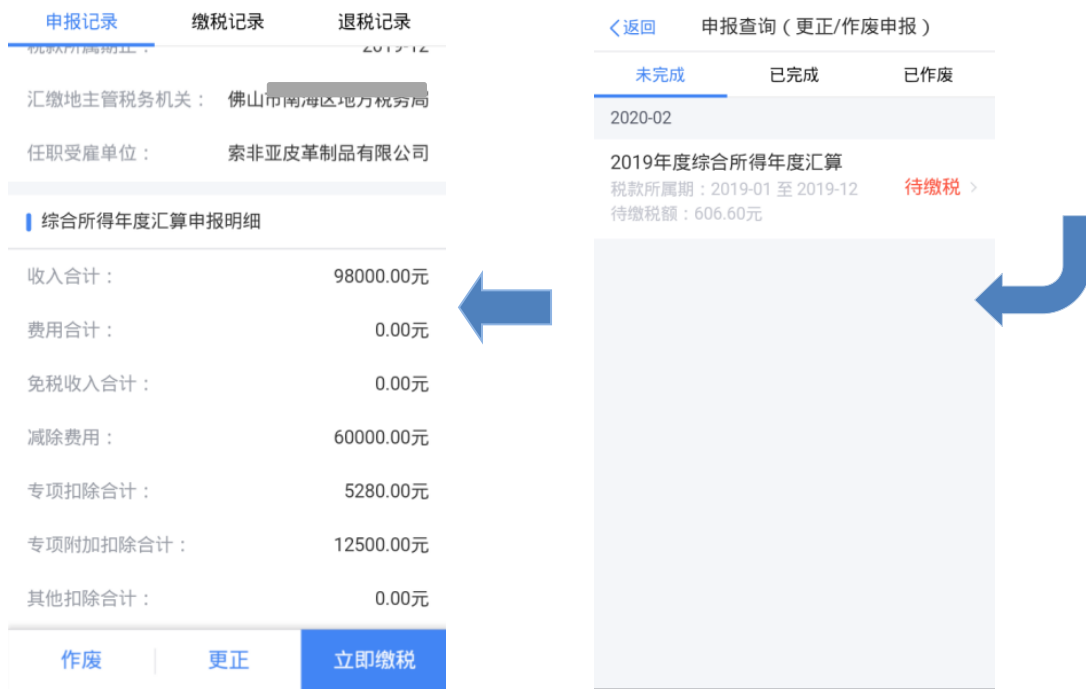 申报记录 缴税记录 退税记录
税款所属期止： 2019-12
汇缴地主管税务机关： 佛山市南海区地方税务局
任职受雇单位： 索非亚皮革制品有限公司
综合所得年度汇算申报明细
收入合计： 98000.00元
费用合计： 0.00元
免税收入合计： 0.00元
减除费用： 60000.00元
专项扣除合计： 5280.00元
专项附加扣除合计： 12500.00元
其他扣除合计： 0.00元
作废 更正 立即缴税
返回 申报查询（更正/作废申报）
未完成 已完成 已作废
2020-02
2019年度综合所得年度汇算
税款所属期：2019-01 至 2019-12
待缴税额：606.60元
待缴税